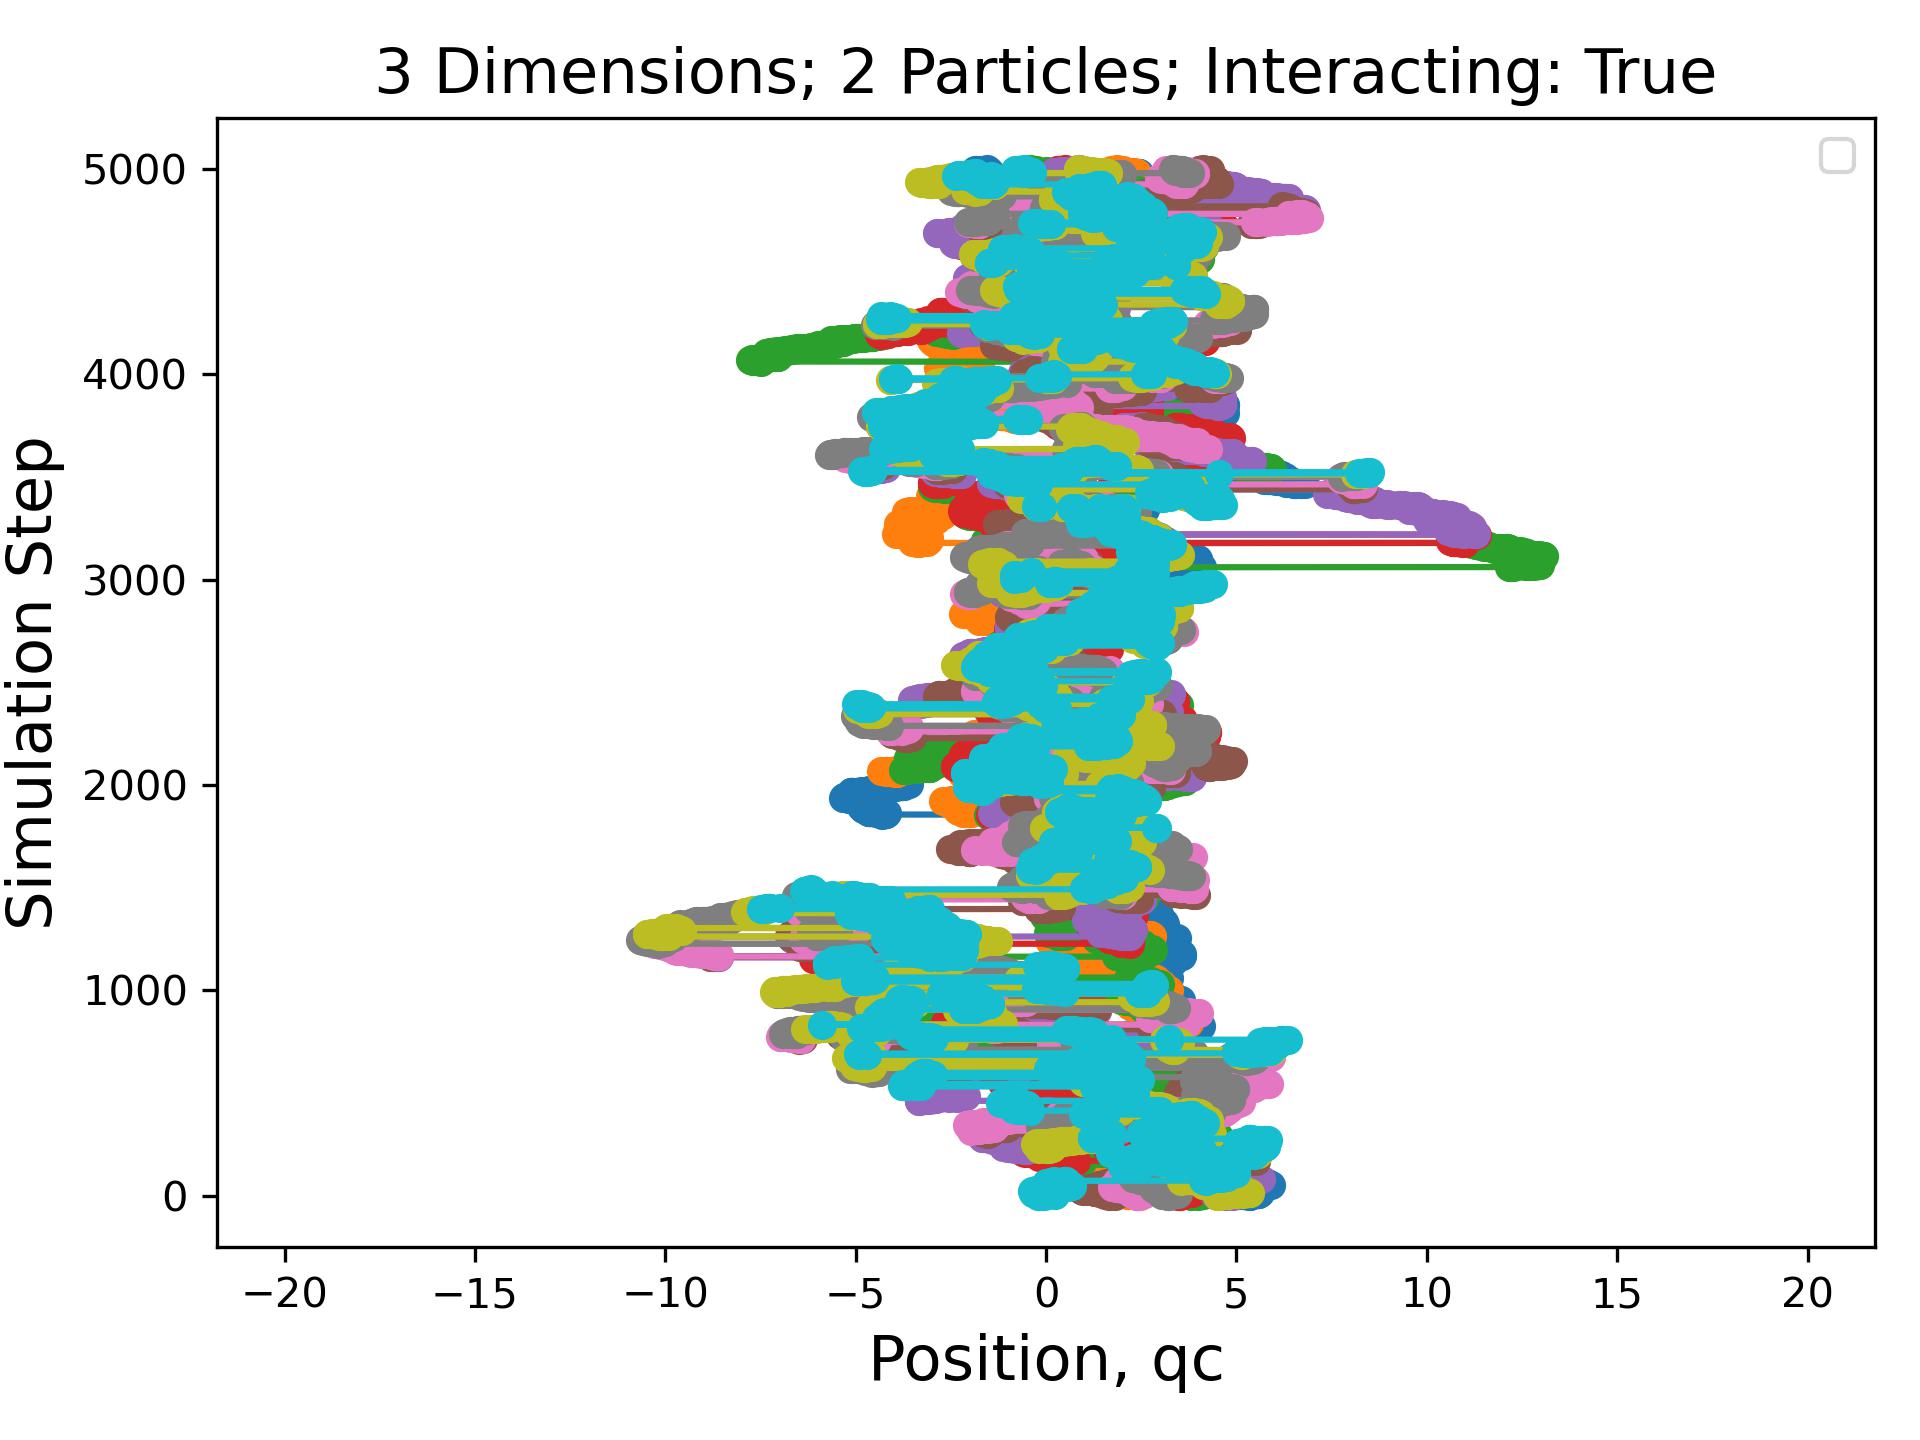 3 Dimensions; 2 Particles; Interacting: True
Simulation Step
5000
4000
3000
2000
1000
0
−20 −15 −10 −5 0 5 10 15 20
Position, qc